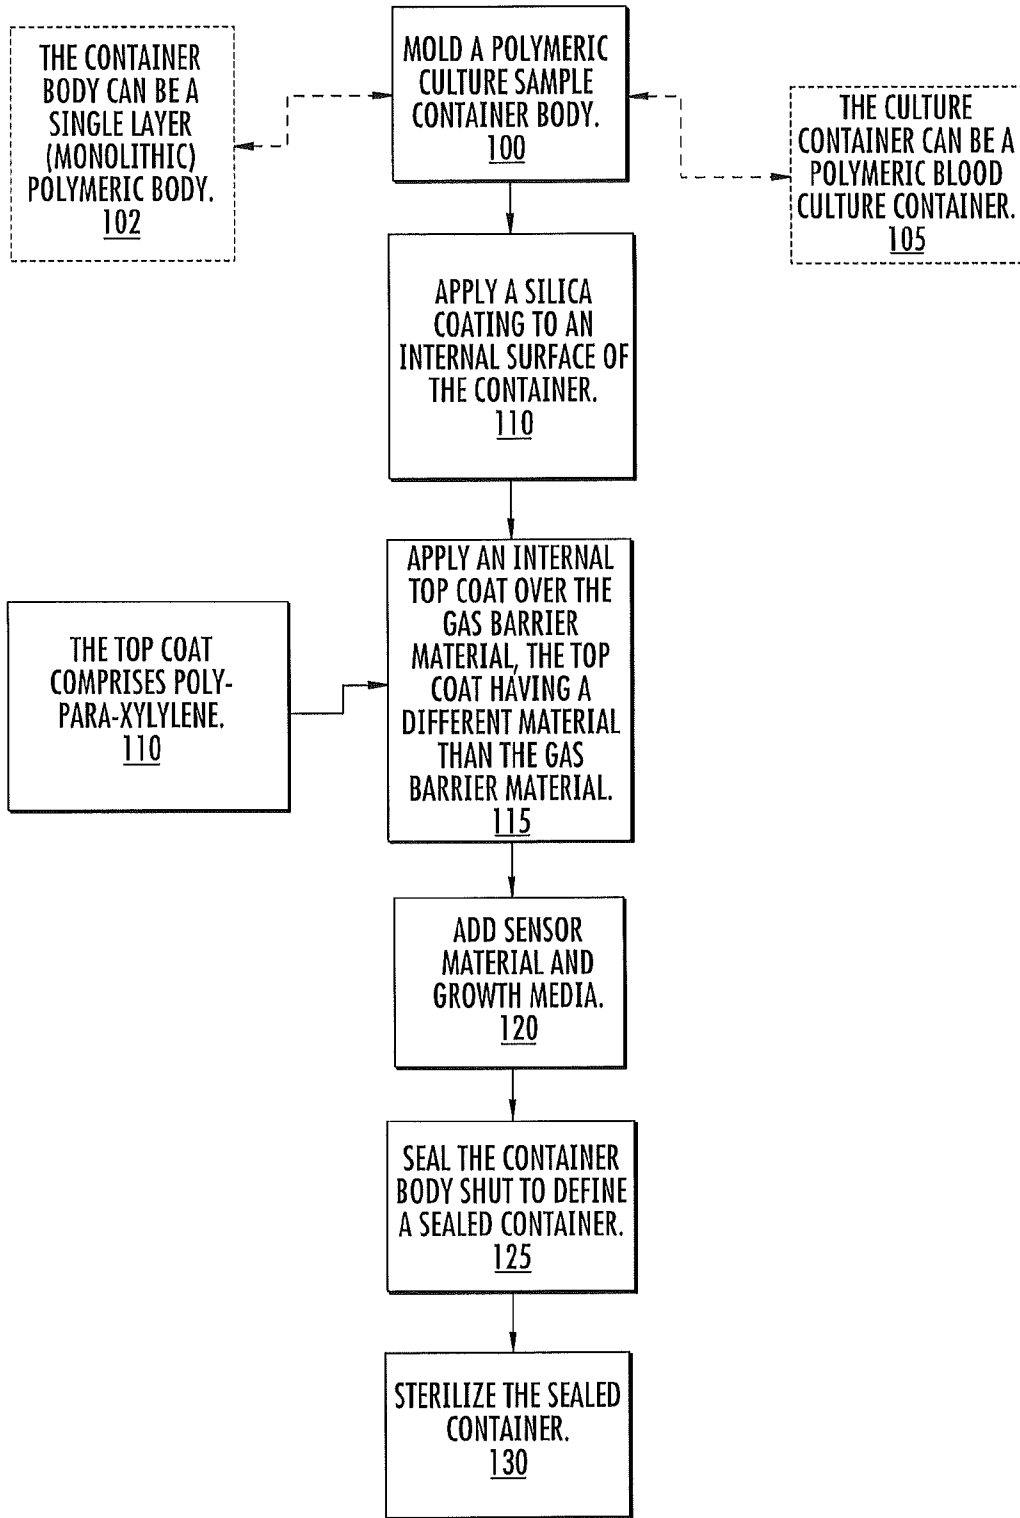 THE CONTAINER
BODY CAN BE A
SINGLE LAYER
(MONOLITHIC)
POLYMERIC BODY.
102
MOLD A POLYMERIC
CULTURE SAMPLE
CONTAINER BODY.
100
THE CULTURE
CONTAINER CAN BE A
POLYMERIC BLOOD
CULTURE CONTAINER.
105
APPLY A SILICA
COATING TO AN
INTERNAL SURFACE OF
THE CONTAINER.
110
THE TOP COAT
COMPRISES POLY-
PARA-XYLYLENE.
110
APPLY AN INTERNAL
TOP COAT OVER THE
GAS BARRIER
MATERIAL, THE TOP
COAT HAVING A
DIFFERENT MATERIAL
THAN THE GAS
BARRIER MATERIAL.
115
ADD SENSOR
MATERIAL AND
GROWTH MEDIA.
120
SEAL THE CONTAINER
BODY SHUT TO DEFINE
A SEALED CONTAINER.
125
STERILIZE THE SEALED
CONTAINER.
130